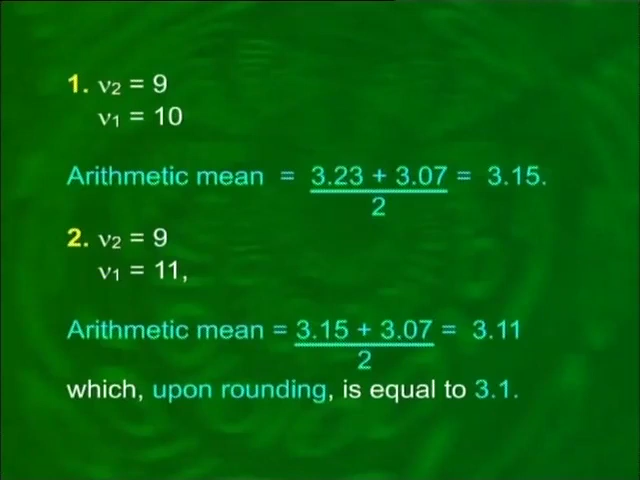 1. ν2 = 9
ν1 = 10
Arithmetic mean = 3.23 + 3.07 = 3.15.
2
2. ν2 = 9
ν1 = 11,
Arithmetic mean = 3.15 + 3.07 = 3.11
2
which, upon rounding, is equal to 3.1.